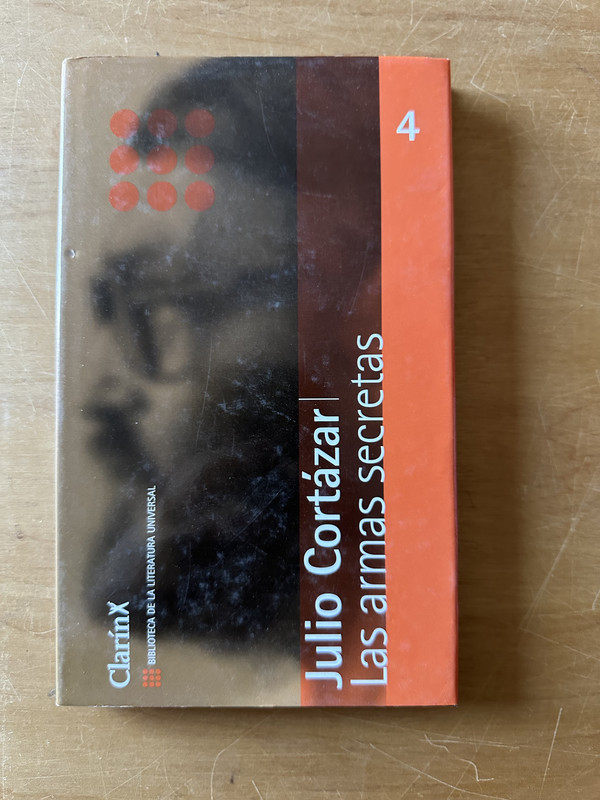 4
Julio Cortázar
Las armas secretas
Clarín
BIBLIOTECA DE LA LITERATURA UNIVERSAL